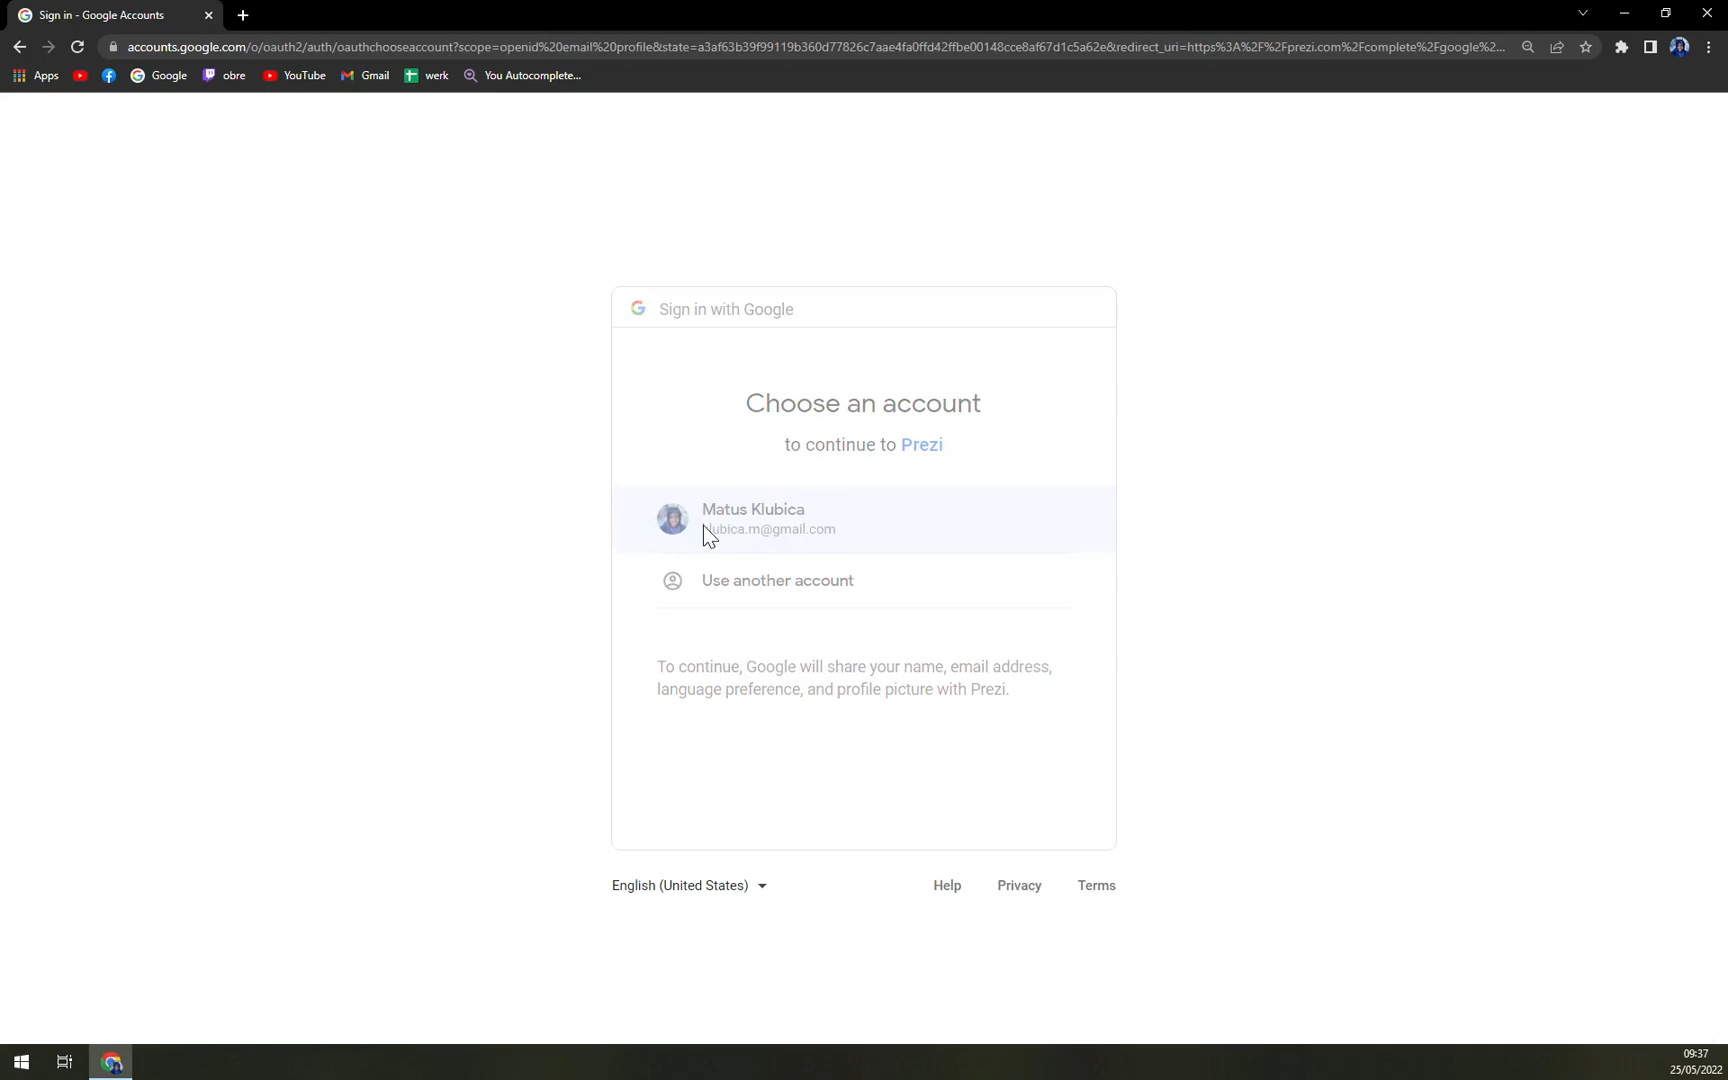 Sign in - Google Accounts
accounts.google.com/o/oauth2/auth/oauthchooseaccount?scope=openid%20email%20profile&state=a3af63b39f99119b360d77826c7aae4fa0ffd42ffbe00148cce8af67d1c5a62e&redirect_uri=https%3A%2F%2Fprezi.com%2Fcomplete%2Fgoogle%2...
Apps Google obre YouTube Gmail werk You Autocomplete...
Sign in with Google
Choose an account
to continue to Prezi
Matus Klubica
lubica.m@gmail.com
Use another account
To continue, Google will share your name, email address,
language preference, and profile picture with Prezi.
English (United States) Help Privacy Terms
09:37
25/05/2022